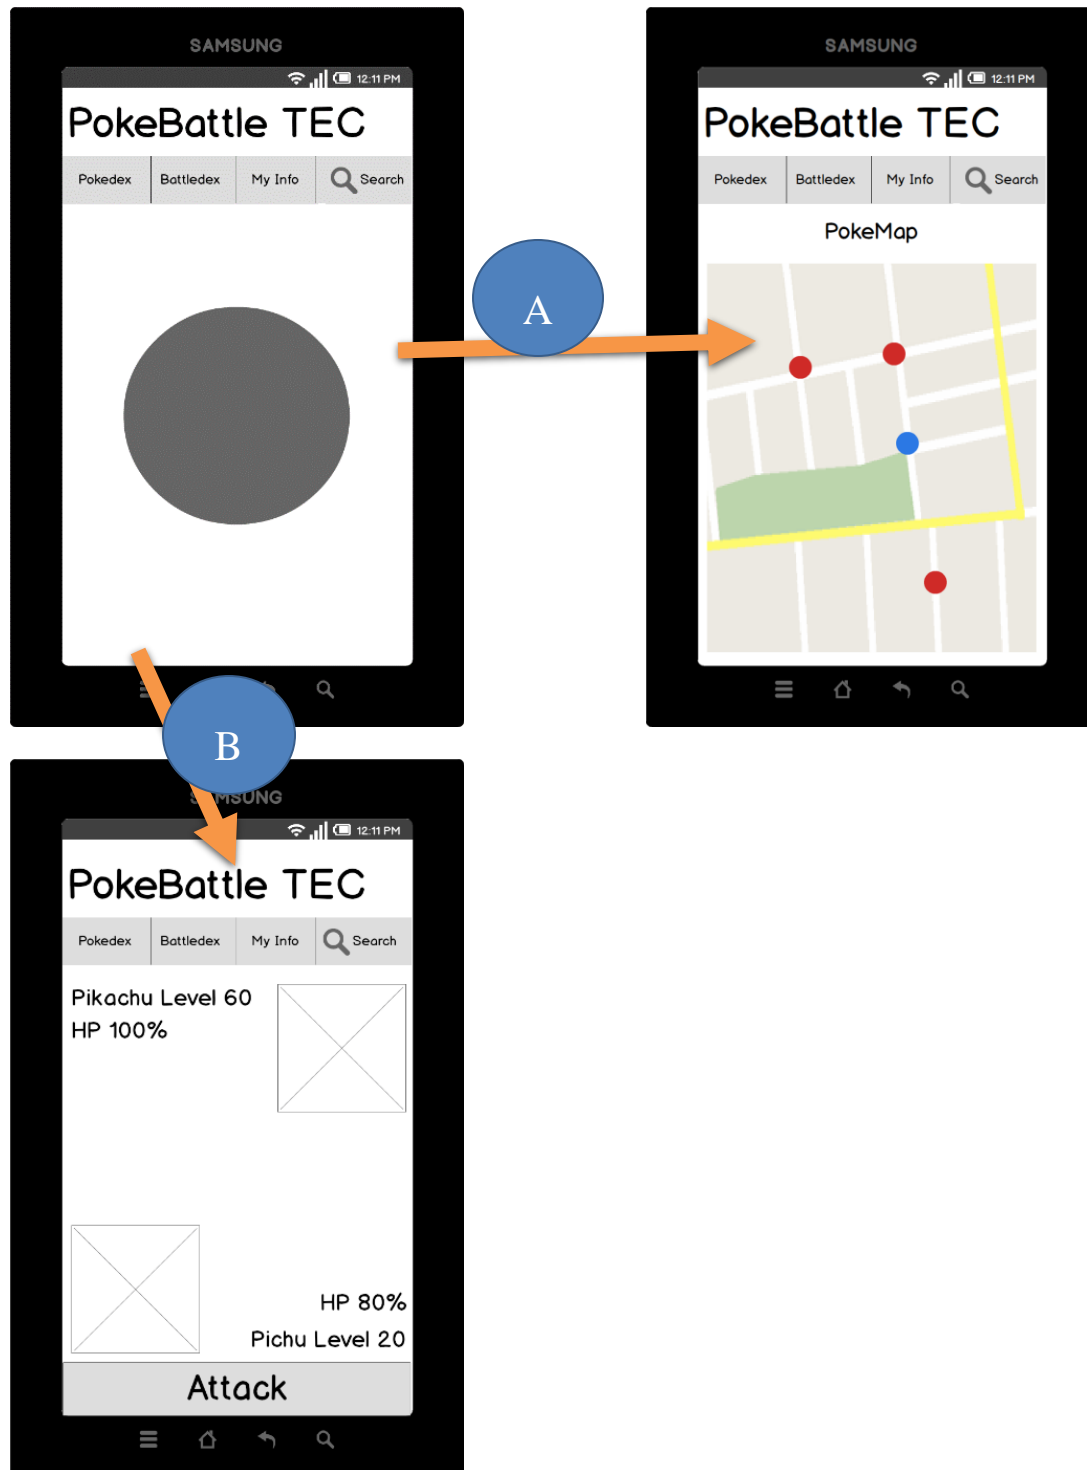 SAMSUNG
12:11 PM
PokeBattle TEC
Pokedex Battledex My Info Search
SAMSUNG
12:11 PM
PokeBattle TEC
Pokedex Battledex My Info Search
PokeMap
A
B
SAMSUNG
12:11 PM
PokeBattle TEC
Pokedex Battledex My Info Search
Pikachu Level 60
HP 100%
HP 80%
Pichu Level 20
Attack